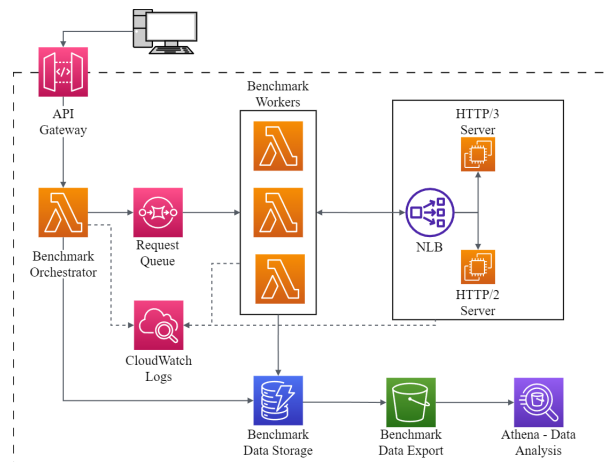 API
Gateway
Benchmark
Workers
HTTP/3
Server
Benchmark
Orchestrator
Request
Queue
NLB
HTTP/2
Server
CloudWatch
Logs
Benchmark
Data Storage
Benchmark
Data Export
Athena - Data
Analysis